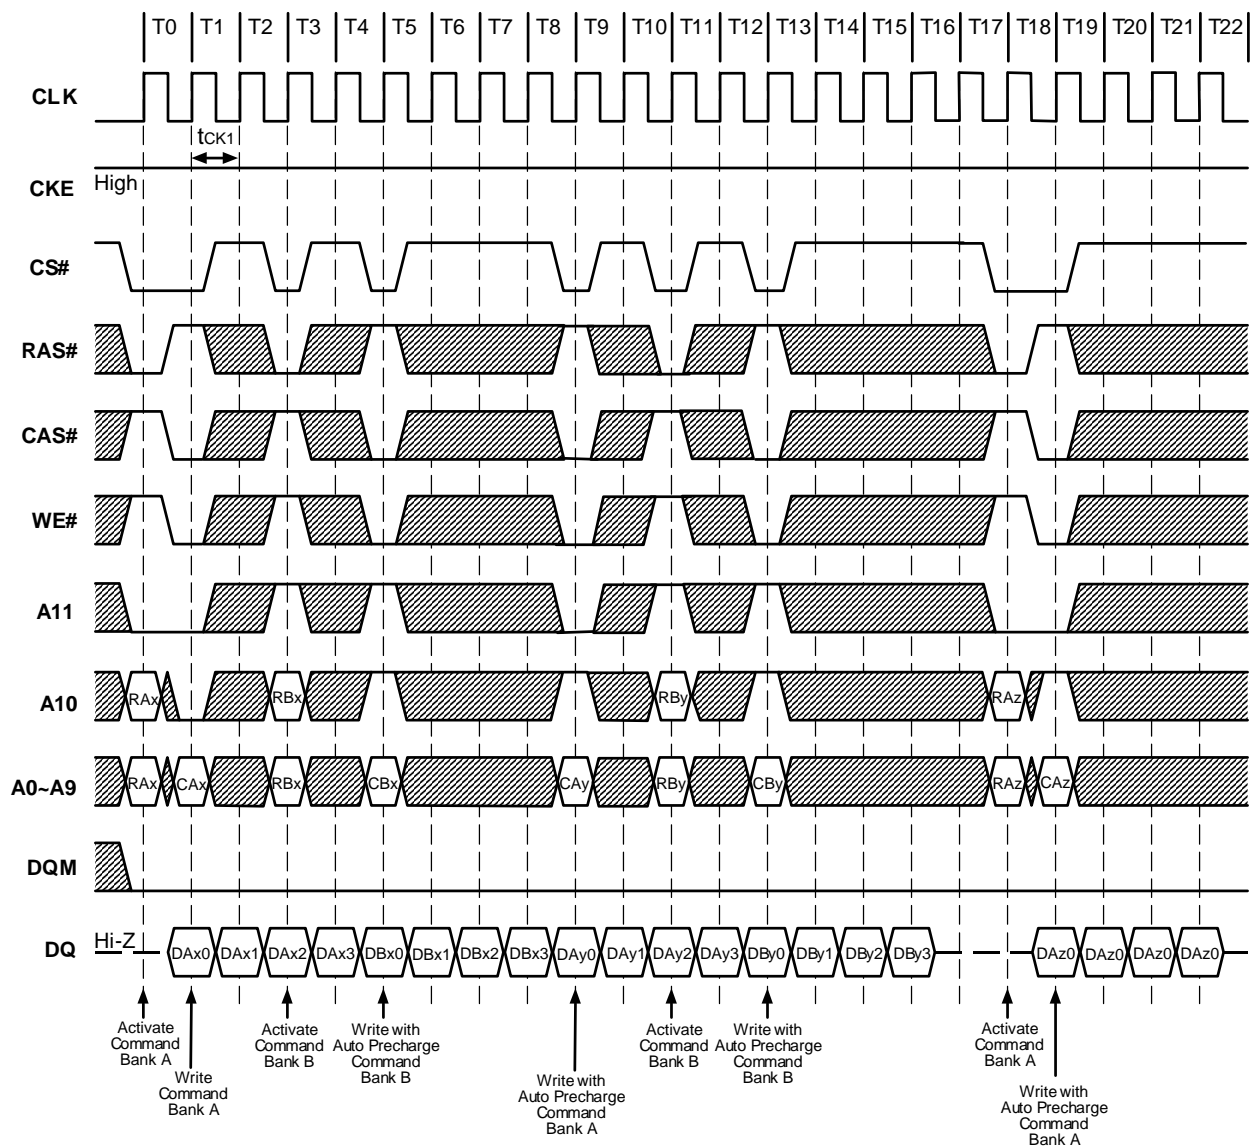 T0 T1 T2 T3 T4 T5 T6 T7 T8 T9 T10 T11 T12 T13 T14 T15 T16 T17 T18 T19 T20 T21 T22
CLK
tCK1
CKE High
CS#
RAS#
CAS#
WE#
A11
A10 RAx RBx RBy RAz
A0~A9 RAx CAx RBx CBx CAy RBy CBy RAz CAz
DQM
DQ Hi-Z DAx0 DAx1 DAx2 DAx3 DBx0 DBx1 DBx2 DBx3 DAy0 DAy1 DAy2 DAy3 DBy0 DBy1 DBy2 DBy3 DAz0 DAz0 DAz0 DAz0
Activate
Command
Bank A
Write
Command
Bank A
Activate
Command
Bank B
Write with
Auto Precharge
Command
Bank B
Write with
Auto Precharge
Command
Bank A
Activate
Command
Bank B
Write with
Auto Precharge
Command
Bank B
Activate
Command
Bank A
Write with
Auto Precharge
Command
Bank A